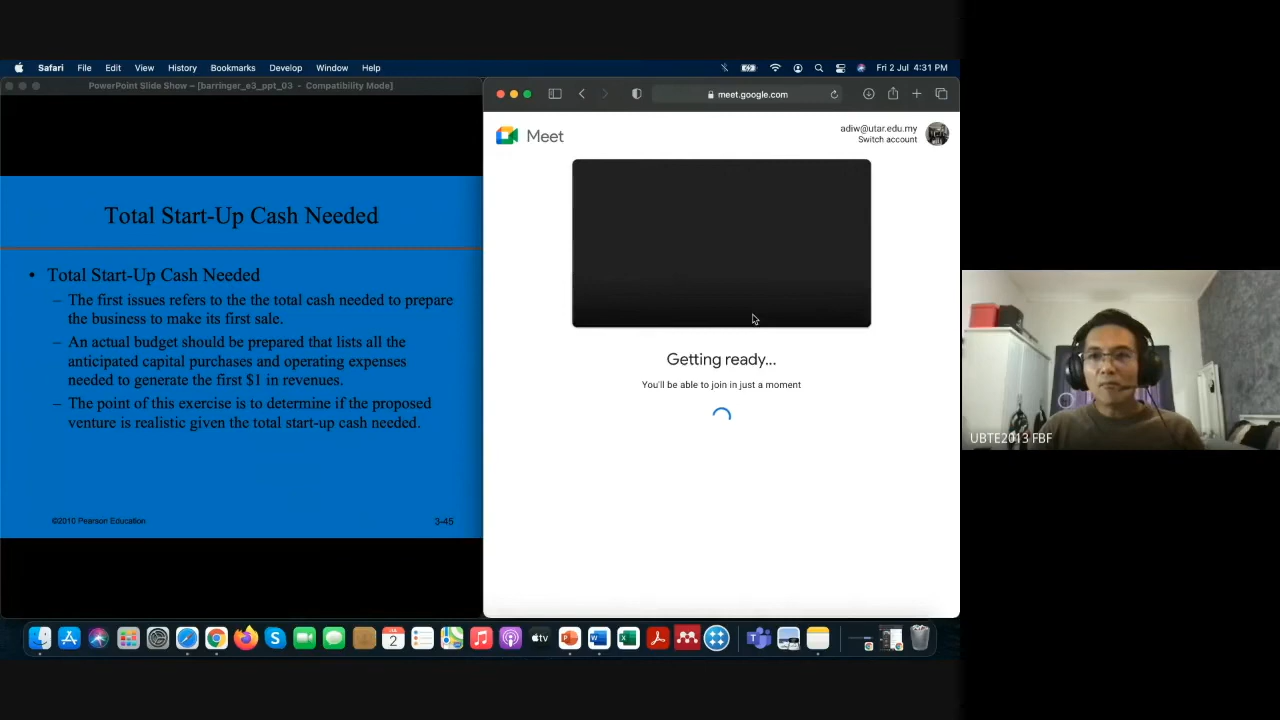 Safari File Edit View History Bookmarks Develop Window Help
Fri 2 Jul 4:31 PM
PowerPoint Slide Show – [barringer_e3_ppt_03 - Compatibility Mode]
Total Start-Up Cash Needed
• Total Start-Up Cash Needed
– The first issues refers to the the total cash needed to prepare
the business to make its first sale.
– An actual budget should be prepared that lists all the
anticipated capital purchases and operating expenses
needed to generate the first $1 in revenues.
– The point of this exercise is to determine if the proposed
venture is realistic given the total start-up cash needed.
©2010 Pearson Education
3-45
meet.google.com
Meet
adiw@utar.edu.my
Switch account
Getting ready...
You'll be able to join in just a moment
UBTE2013 FBF
2
tv